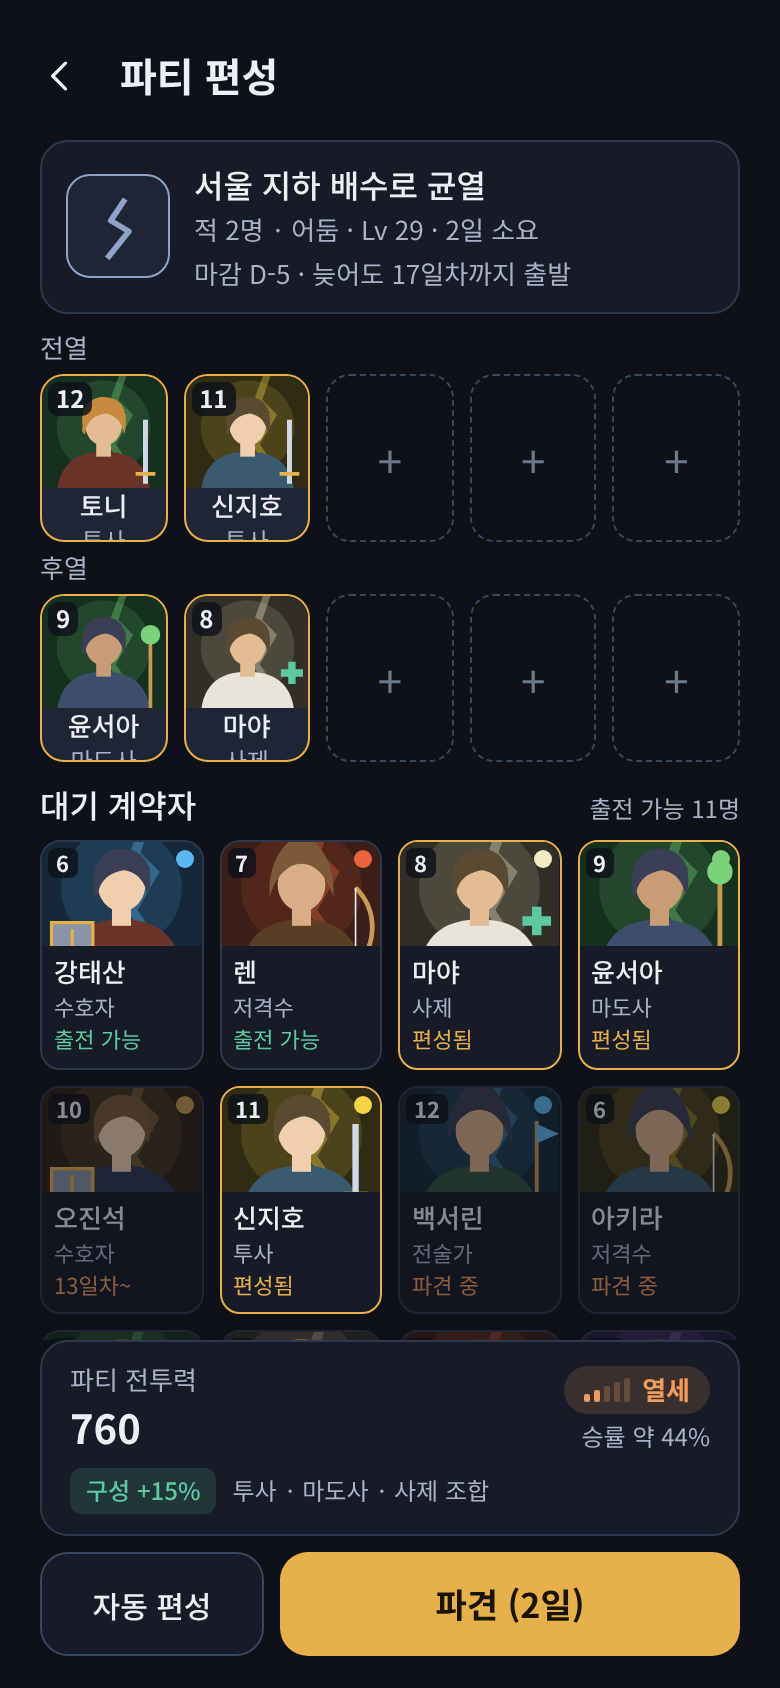 파티 편성
서울 지하 배수로 균열
적 2명 · 어둠 · Lv 29 · 2일 소요
마감 D-5 · 늦어도 17일차까지 출발
전열
12
11
+
+
+
토니
신지호
투사
투사
후열
9
8
+
+
+
윤서아
마야
마도사
사제
대기 계약자
출전 가능 11명
6
7
8
9
강태산
렌
마야
윤서아
수호자
저격수
사제
마도사
출전 가능
출전 가능
편성됨
편성됨
10
11
12
6
오진석
신지호
백서린
아키라
수호자
투사
전술가
저격수
13일차~
편성됨
파견 중
파견 중
파티 전투력
열세
760
승률 약 44%
구성 +15%
투사 · 마도사 · 사제 조합
자동 편성
파견 (2일)